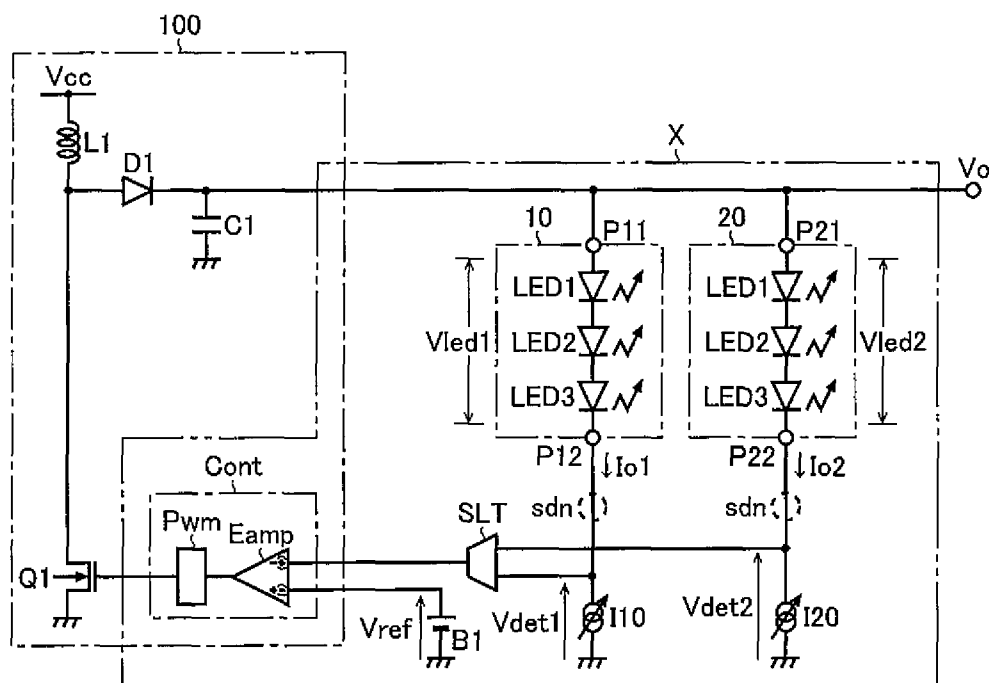 100
Vcc
L1
D1
C1
X
Vo
10
P11
20
P21
LED1
LED1
Vled1
LED2
LED2
Vled2
LED3
LED3
P12
Io1
P22
Io2
Cont
sdn
sdn
Pwm
Eamp
SLT
(-)
(+)
Q1
Vref
B1
Vdet1
I10
Vdet2
I20